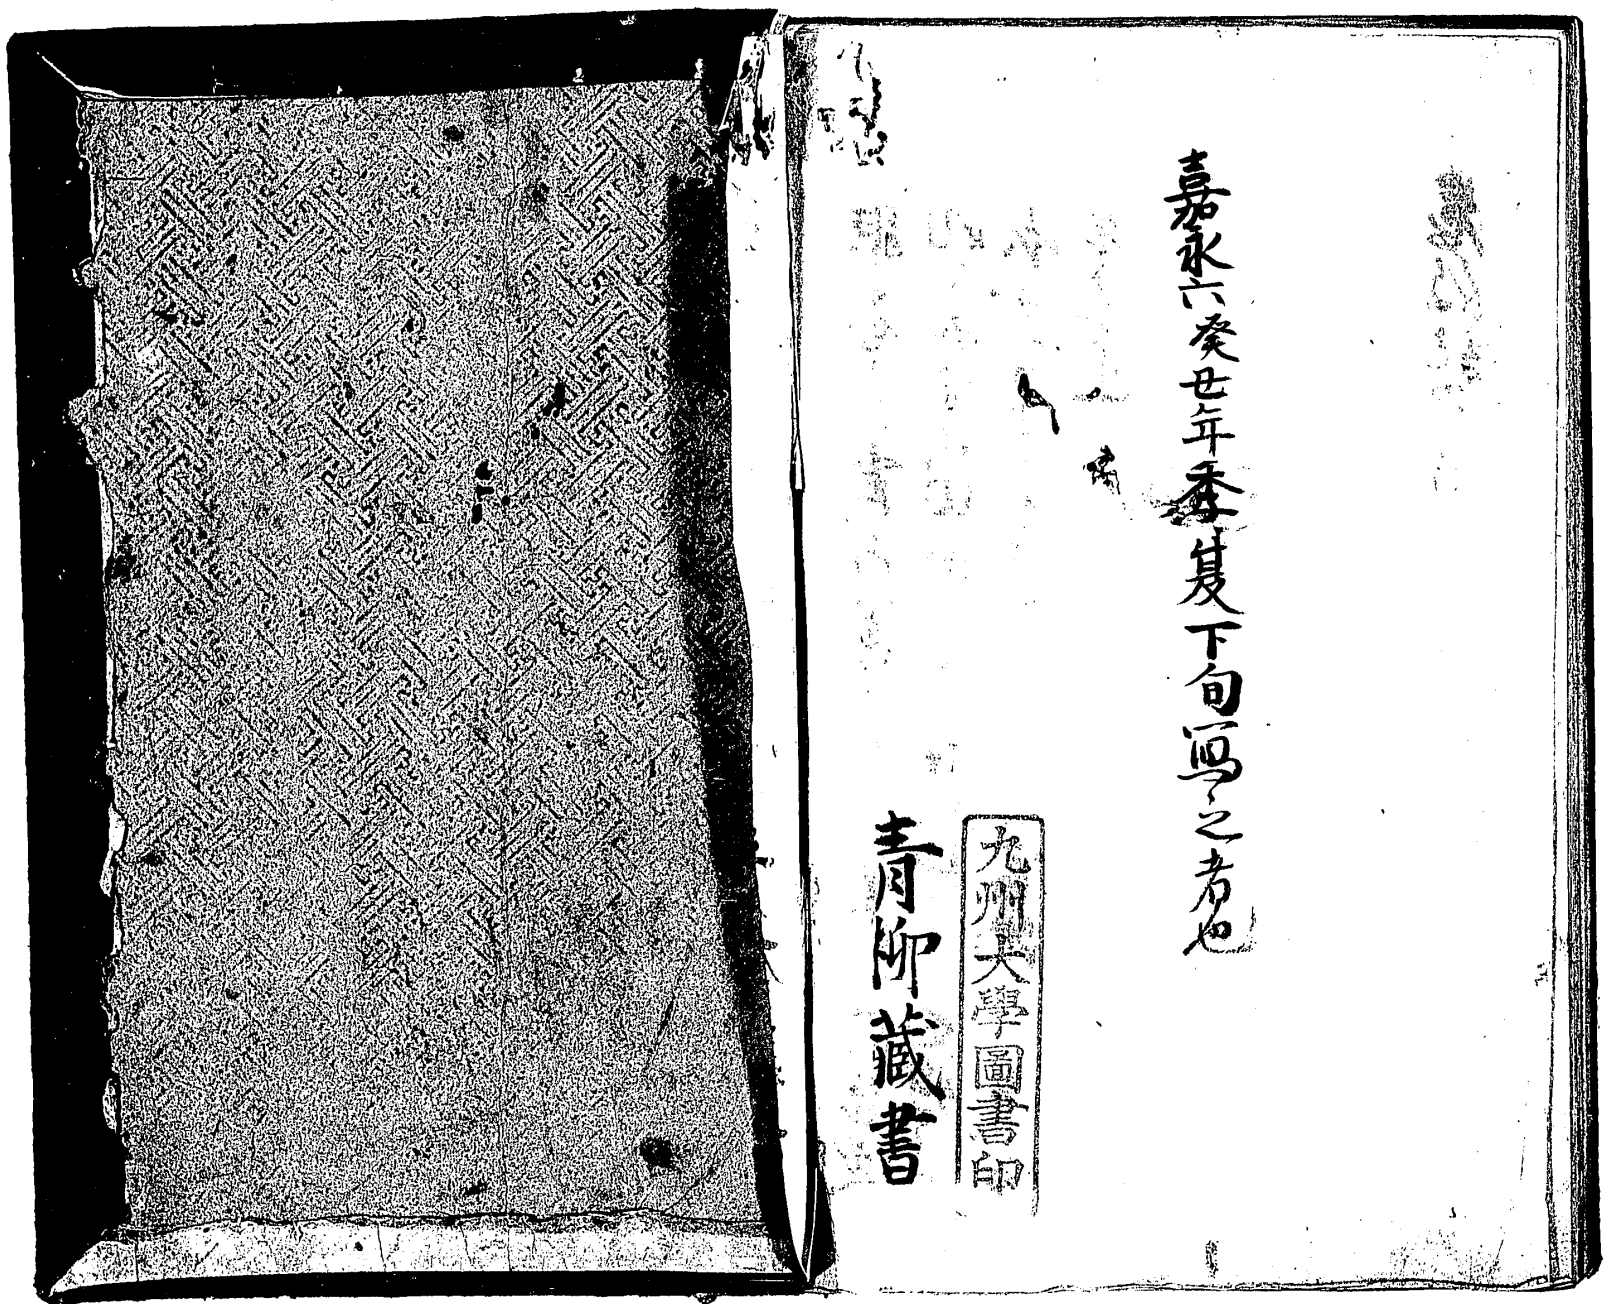 嘉永六癸丑年季夏下旬寫之者也
九州大學圖書印
青柳藏書